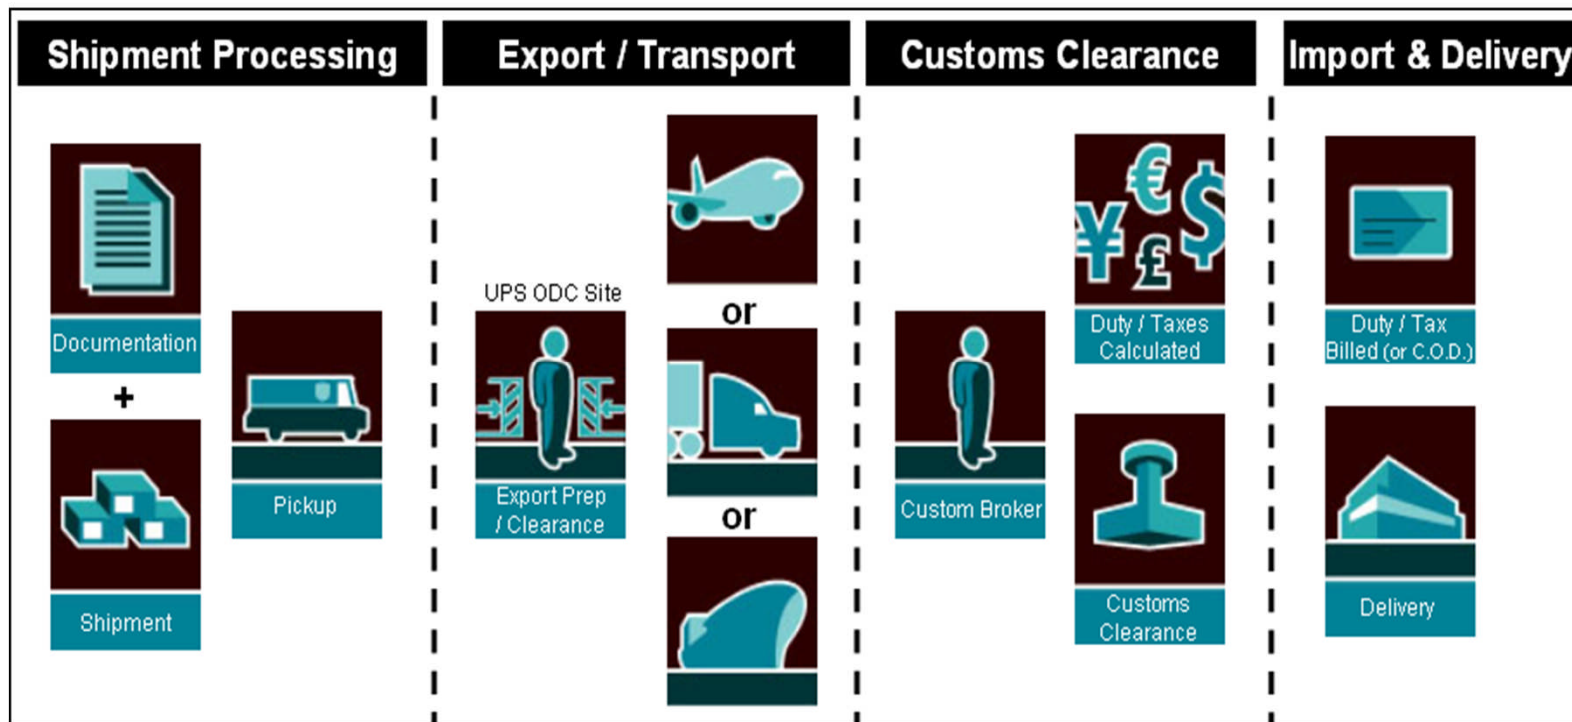 Shipment Processing
Documentation
+
Shipment
Pickup
Export / Transport
UPS ODC Site
Export Prep
/ Clearance
or
or
Customs Clearance
Custom Broker
¥ € £ $
Duty / Taxes
Calculated
Customs
Clearance
Import & Delivery
Duty / Tax
Billed (or C.O.D.)
Delivery